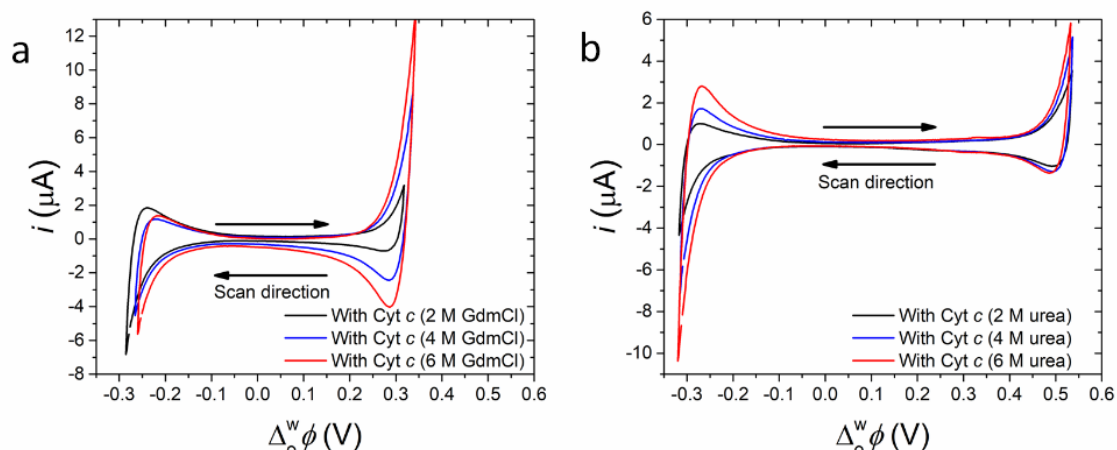 a
12
10
8
6
4
2
0
-2
-4
-6
-8
i (μA)
Scan direction
With Cyt c (2 M GdmCl)
With Cyt c (4 M GdmCl)
With Cyt c (6 M GdmCl)
-0.3 -0.2 -0.1 0.0 0.1 0.2 0.3 0.4 0.5 0.6
Δ_o^w ϕ (V)
b
6
4
2
0
-2
-4
-6
-8
-10
i (μA)
Scan direction
With Cyt c (2 M urea)
With Cyt c (4 M urea)
With Cyt c (6 M urea)
-0.3 -0.2 -0.1 0.0 0.1 0.2 0.3 0.4 0.5 0.6
Δ_o^w ϕ (V)